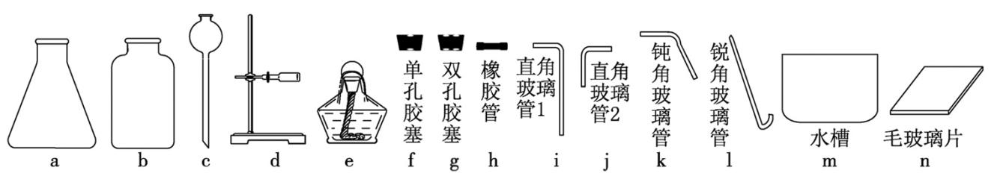 单孔胶塞
双孔胶塞
橡胶管
直角玻璃管1
直角玻璃管2
钝角玻璃管
锐角玻璃管
水槽
毛玻璃片
a b c d e f g h i j k l m n